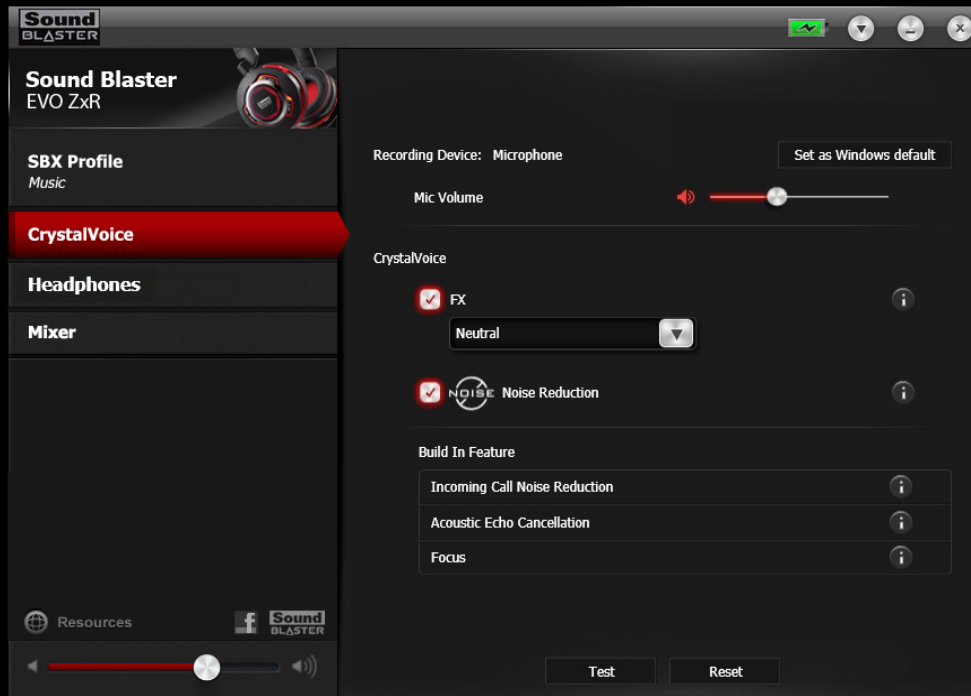 Sound
BLASTER
Sound Blaster
EVO ZxR
SBX Profile
Music
CrystalVoice
Headphones
Mixer
Resources
f
Sound
BLASTER
Recording Device: Microphone
Set as Windows default
Mic Volume
CrystalVoice
FX
Neutral
NOISE Noise Reduction
Build In Feature
Incoming Call Noise Reduction
Acoustic Echo Cancellation
Focus
Test
Reset